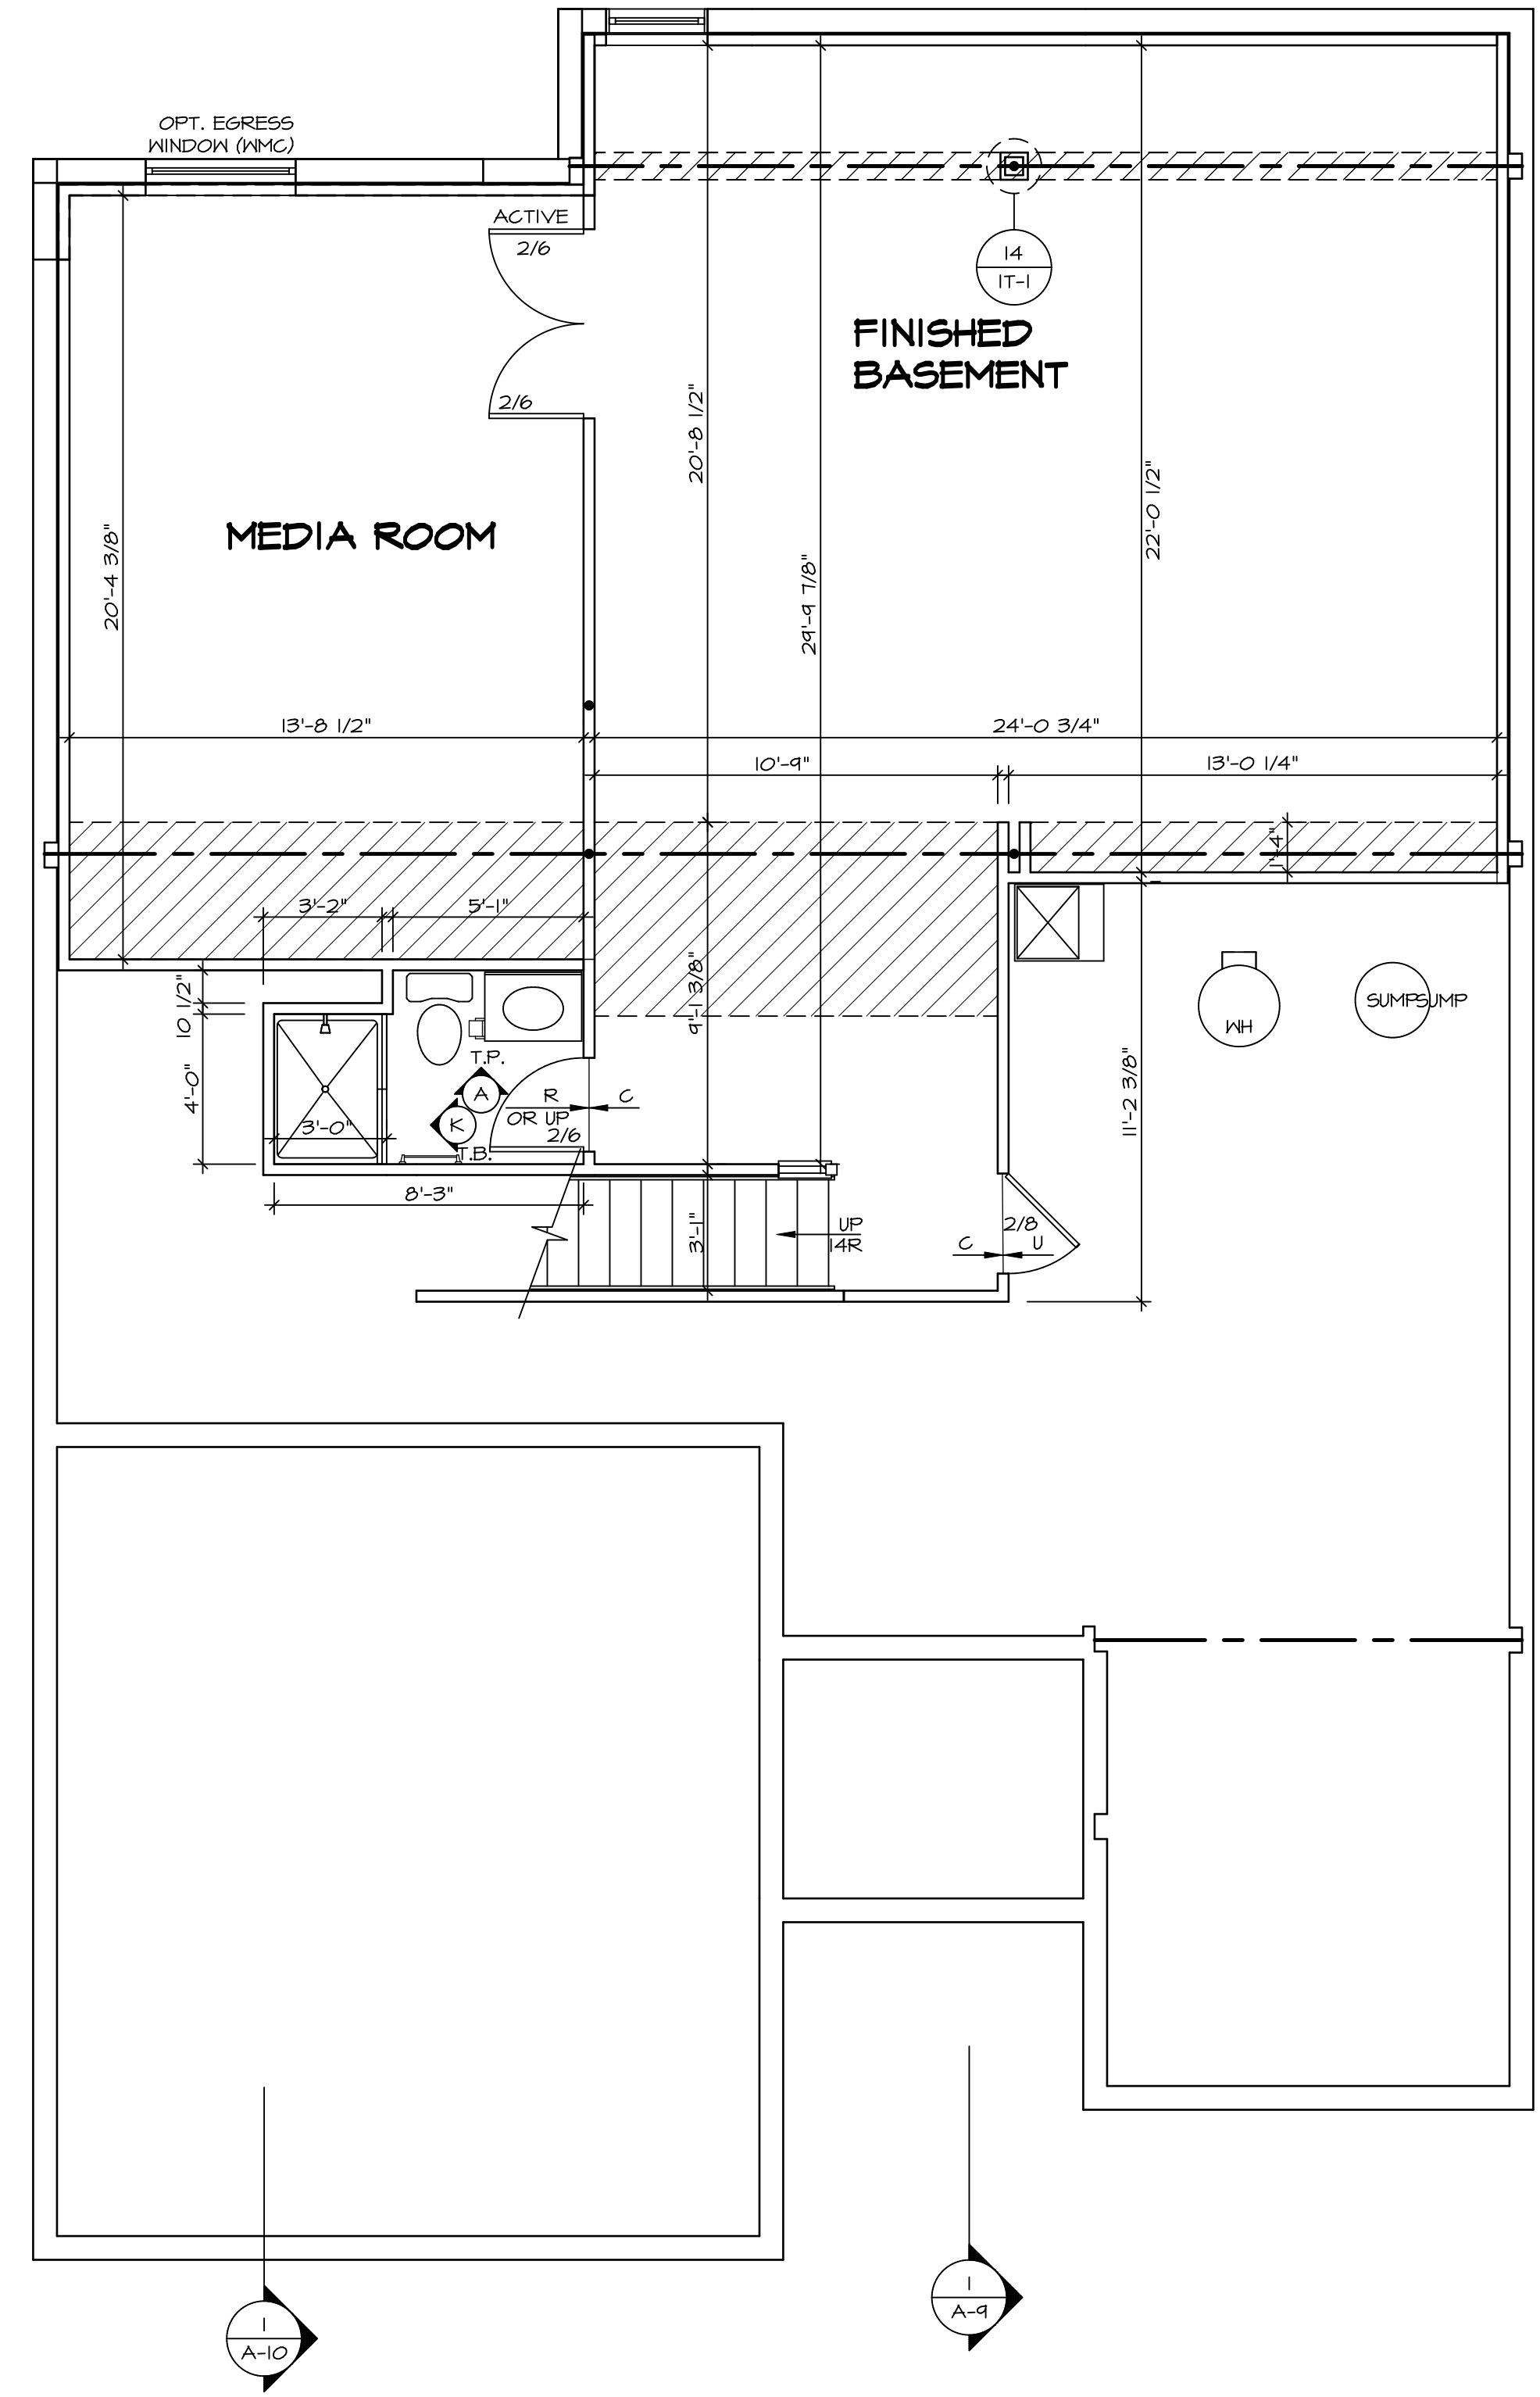 OPT. EGRESS
WINDOW (WMC)
ACTIVE
2/6
2/6
14
1T-1
FINISHED
BASEMENT
MEDIA ROOM
20'-4 3/8"
20'-8 1/2"
29'-9 7/8"
22'-0 1/2"
13'-8 1/2"
24'-0 3/4"
10'-9"
13'-0 1/4"
1'-4"
3'-2"
5'-1"
10 1/2"
4'-0"
9'-1 3/8"
11'-2 3/8"
WH
SUMP
SUMP
T.P.
A
K
T.B.
R
C
OR UP
2/6
3'-0"
8'-3"
3'-1"
UP
14R
2/8
C
U
1
A-10
1
A-9